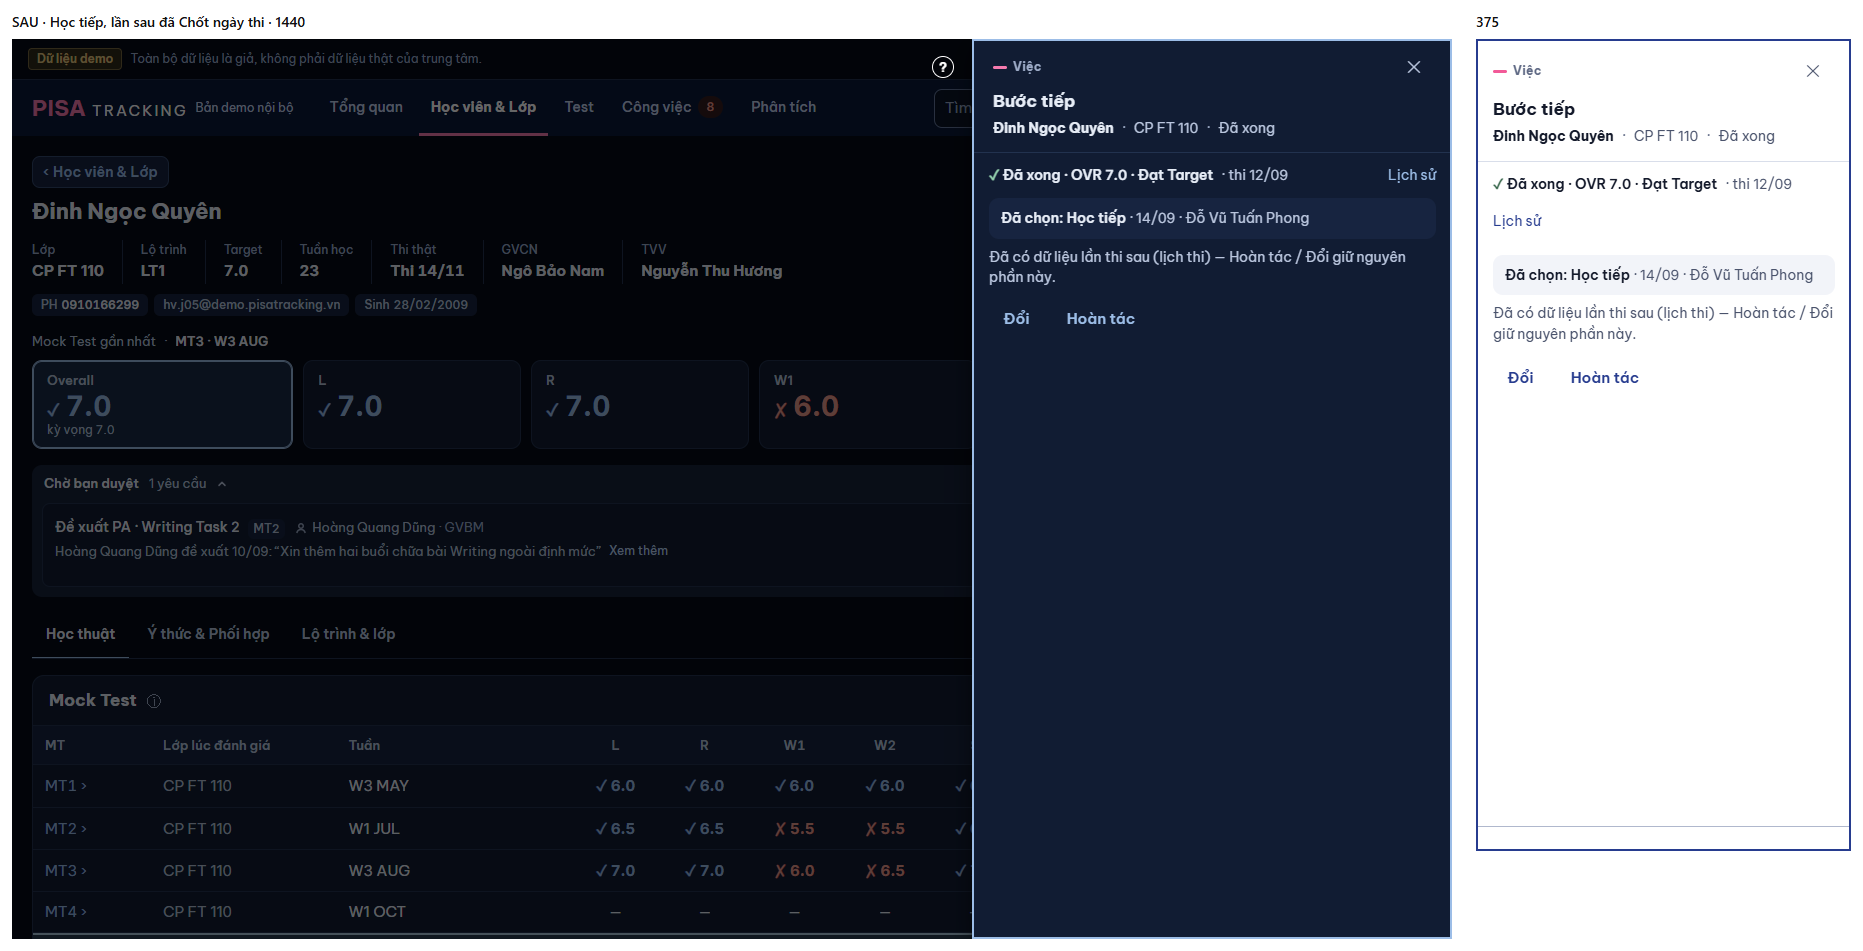 SAU · Học tiếp, lần sau đã Chốt ngày thi · 1440
Dữ liệu demo Toàn bộ dữ liệu là giả, không phải dữ liệu thật của trung tâm.
?
PISA TRACKING Bản demo nội bộ Tổng quan Học viên & Lớp Test Công việc 8 Phân tích Tìm
‹ Học viên & Lớp
Đinh Ngọc Quyên
Lớp Lộ trình Target Tuần học Thi thật GVCN TVV
CP FT 110 LT1 7.0 23 Thi 14/11 Ngô Bảo Nam Nguyễn Thu Hương
PH 0910166299 hv.j05@demo.pisatracking.vn Sinh 28/02/2009
Mock Test gần nhất · MT3 · W3 AUG
Overall L R W1
✓ 7.0 ✓ 7.0 ✓ 7.0 ✗ 6.0
kỳ vọng 7.0
Chờ bạn duyệt 1 yêu cầu
Đề xuất PA · Writing Task 2 MT2 Hoàng Quang Dũng · GVBM
Hoàng Quang Dũng đề xuất 10/09: “Xin thêm hai buổi chữa bài Writing ngoài định mức” Xem thêm
Học thuật Ý thức & Phối hợp Lộ trình & lớp
Mock Test
MT Lớp lúc đánh giá Tuần L R W1 W2
MT1 › CP FT 110 W3 MAY ✓ 6.0 ✓ 6.0 ✓ 6.0 ✓ 6.0 ✓
MT2 › CP FT 110 W1 JUL ✓ 6.5 ✓ 6.5 ✗ 5.5 ✗ 5.5 ✓
MT3 › CP FT 110 W3 AUG ✓ 7.0 ✓ 7.0 ✗ 6.0 ✗ 6.5 ✓
MT4 › CP FT 110 W1 OCT – – – –
Việc
Bước tiếp
Đinh Ngọc Quyên · CP FT 110 · Đã xong
✓ Đã xong · OVR 7.0 · Đạt Target · thi 12/09 Lịch sử
Đã chọn: Học tiếp · 14/09 · Đỗ Vũ Tuấn Phong
Đã có dữ liệu lần thi sau (lịch thi) — Hoàn tác / Đổi giữ nguyên
phần này.
Đổi Hoàn tác
375
Việc
Bước tiếp
Đinh Ngọc Quyên · CP FT 110 · Đã xong
✓ Đã xong · OVR 7.0 · Đạt Target · thi 12/09
Lịch sử
Đã chọn: Học tiếp · 14/09 · Đỗ Vũ Tuấn Phong
Đã có dữ liệu lần thi sau (lịch thi) — Hoàn tác / Đổi
giữ nguyên phần này.
Đổi Hoàn tác